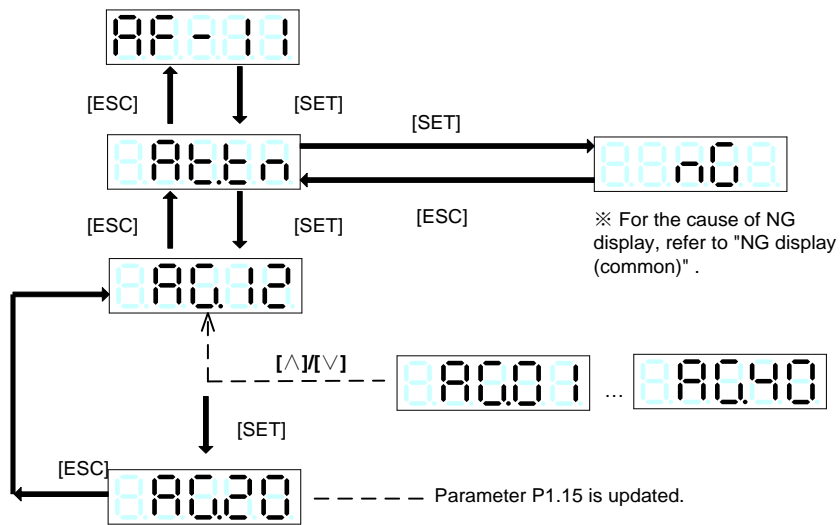 AF-11
[ESC]
[SET]
[SET]
At.tn
nG
[ESC]
[ESC]
[SET]
※ For the cause of NG
display, refer to "NG display
(common)" .
AG.12
[∧]/[∨]
AG.01
...
AG.40
[SET]
[ESC]
AG.20
Parameter P1.15 is updated.